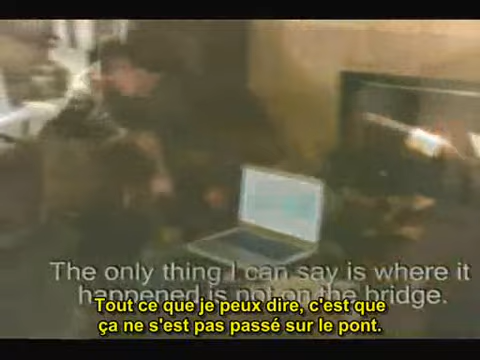 The only thing I can say is where it
happened is not on the bridge.
Tout ce que je peux dire, c'est que
ça ne s'est pas passé sur le pont.